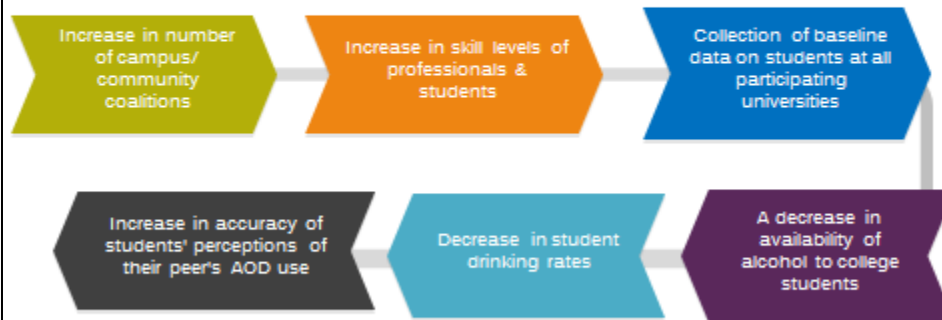 Increase in number
of campus/
community
coalitions
Increase in skill levels of
professionals &
students
Collection of baseline
data on students at all
participating
universities
A decrease in
availability of
alcohol to college
students
Decrease in student
drinking rates
Increase in accuracy of
students' perceptions of
their peer's AOD use